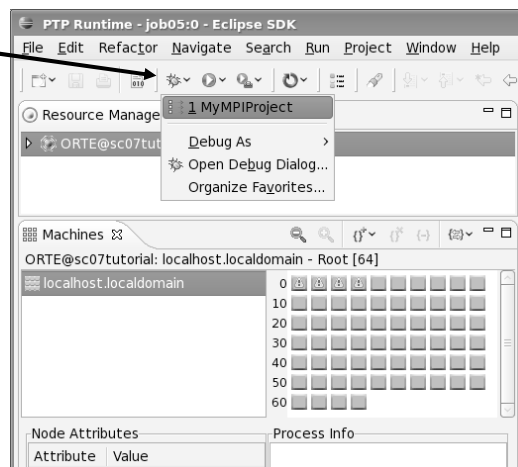 PTP Runtime - job05:0 - Eclipse SDK
File Edit Refactor Navigate Search Run Project Window Help
Resource Manage
1 MyMPIProject
ORTE@sc07tut
Debug As
Open Debug Dialog...
Organize Favorites...
Machines
ORTE@sc07tutorial: localhost.localdomain - Root [64]
localhost.localdomain
0
10
20
30
40
50
60
Node Attributes
Process Info
Attribute Value